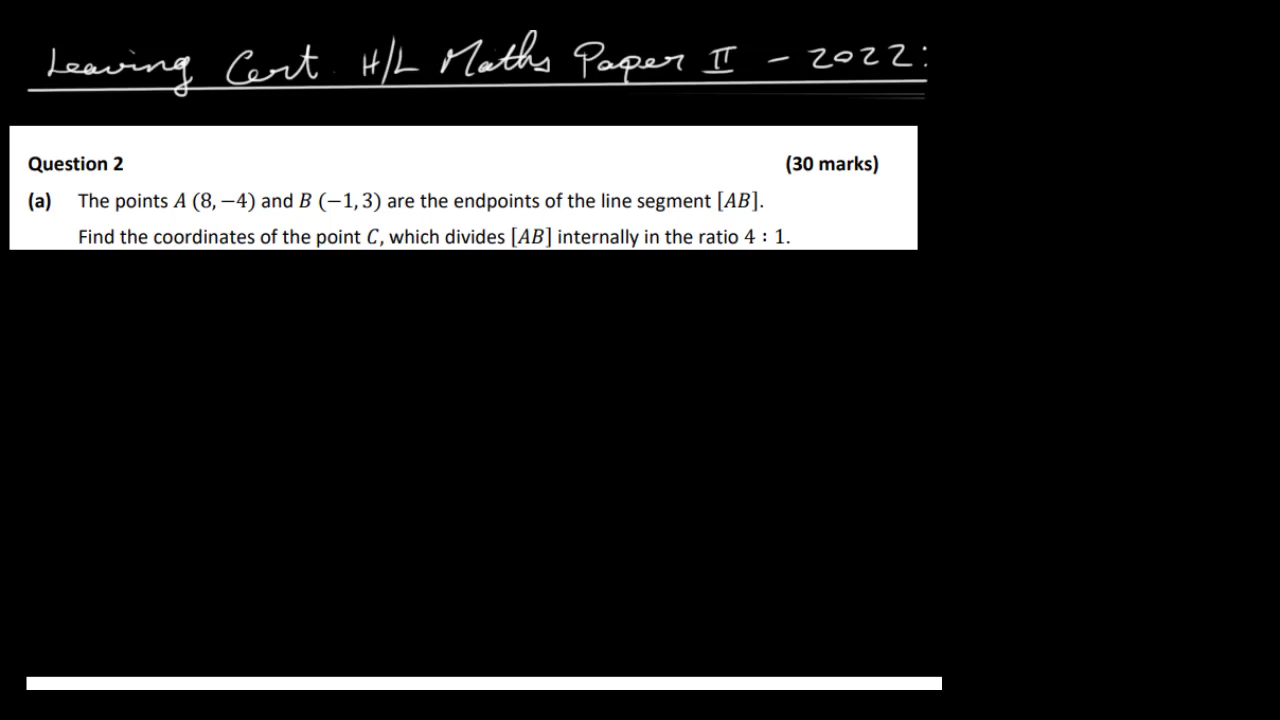 Leaving Cert. H/L Maths Paper II - 2022:
Question 2 (30 marks)
(a) The points A (8, −4) and B (−1, 3) are the endpoints of the line segment [AB].
Find the coordinates of the point C, which divides [AB] internally in the ratio 4 : 1.